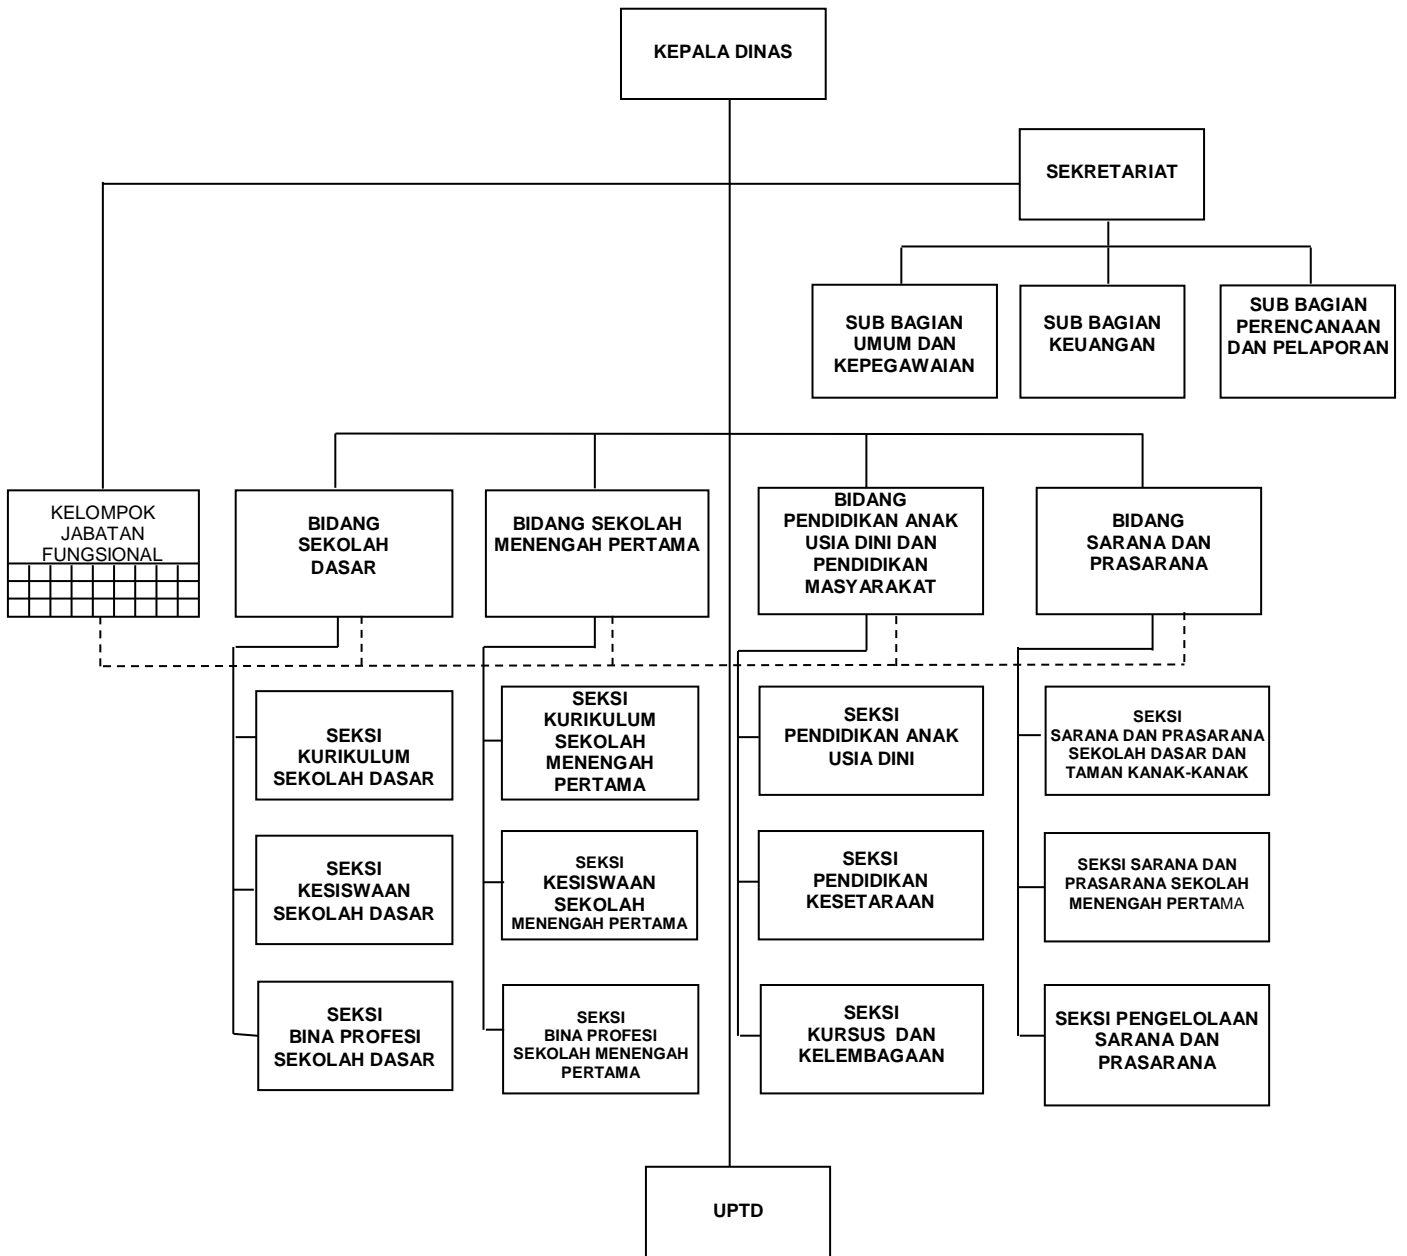 KEPALA DINAS
SEKRETARIAT
SUB BAGIAN
UMUM DAN
KEPEGAWAIAN
SUB BAGIAN
KEUANGAN
SUB BAGIAN
PERENCANAAN
DAN PELAPORAN
KELOMPOK
JABATAN
FUNGSIONAL
BIDANG
SEKOLAH
DASAR
BIDANG SEKOLAH
MENENGAH PERTAMA
BIDANG
PENDIDIKAN ANAK
USIA DINI DAN
PENDIDIKAN
MASYARAKAT
BIDANG
SARANA DAN
PRASARANA
SEKSI
KURIKULUM
SEKOLAH DASAR
SEKSI
KURIKULUM
SEKOLAH
MENENGAH
PERTAMA
SEKSI
PENDIDIKAN ANAK
USIA DINI
SEKSI
SARANA DAN PRASARANA
SEKOLAH DASAR DAN
TAMAN KANAK-KANAK
SEKSI
KESISWAAN
SEKOLAH DASAR
SEKSI
KESISWAAN
SEKOLAH
MENENGAH PERTAMA
SEKSI
PENDIDIKAN
KESETARAAN
SEKSI SARANA DAN
PRASARANA SEKOLAH
MENENGAH PERTAMA
SEKSI
BINA PROFESI
SEKOLAH DASAR
SEKSI
BINA PROFESI
SEKOLAH MENENGAH
PERTAMA
SEKSI
KURSUS DAN
KELEMBAGAAN
SEKSI PENGELOLAAN
SARANA DAN
PRASARANA
UPTD